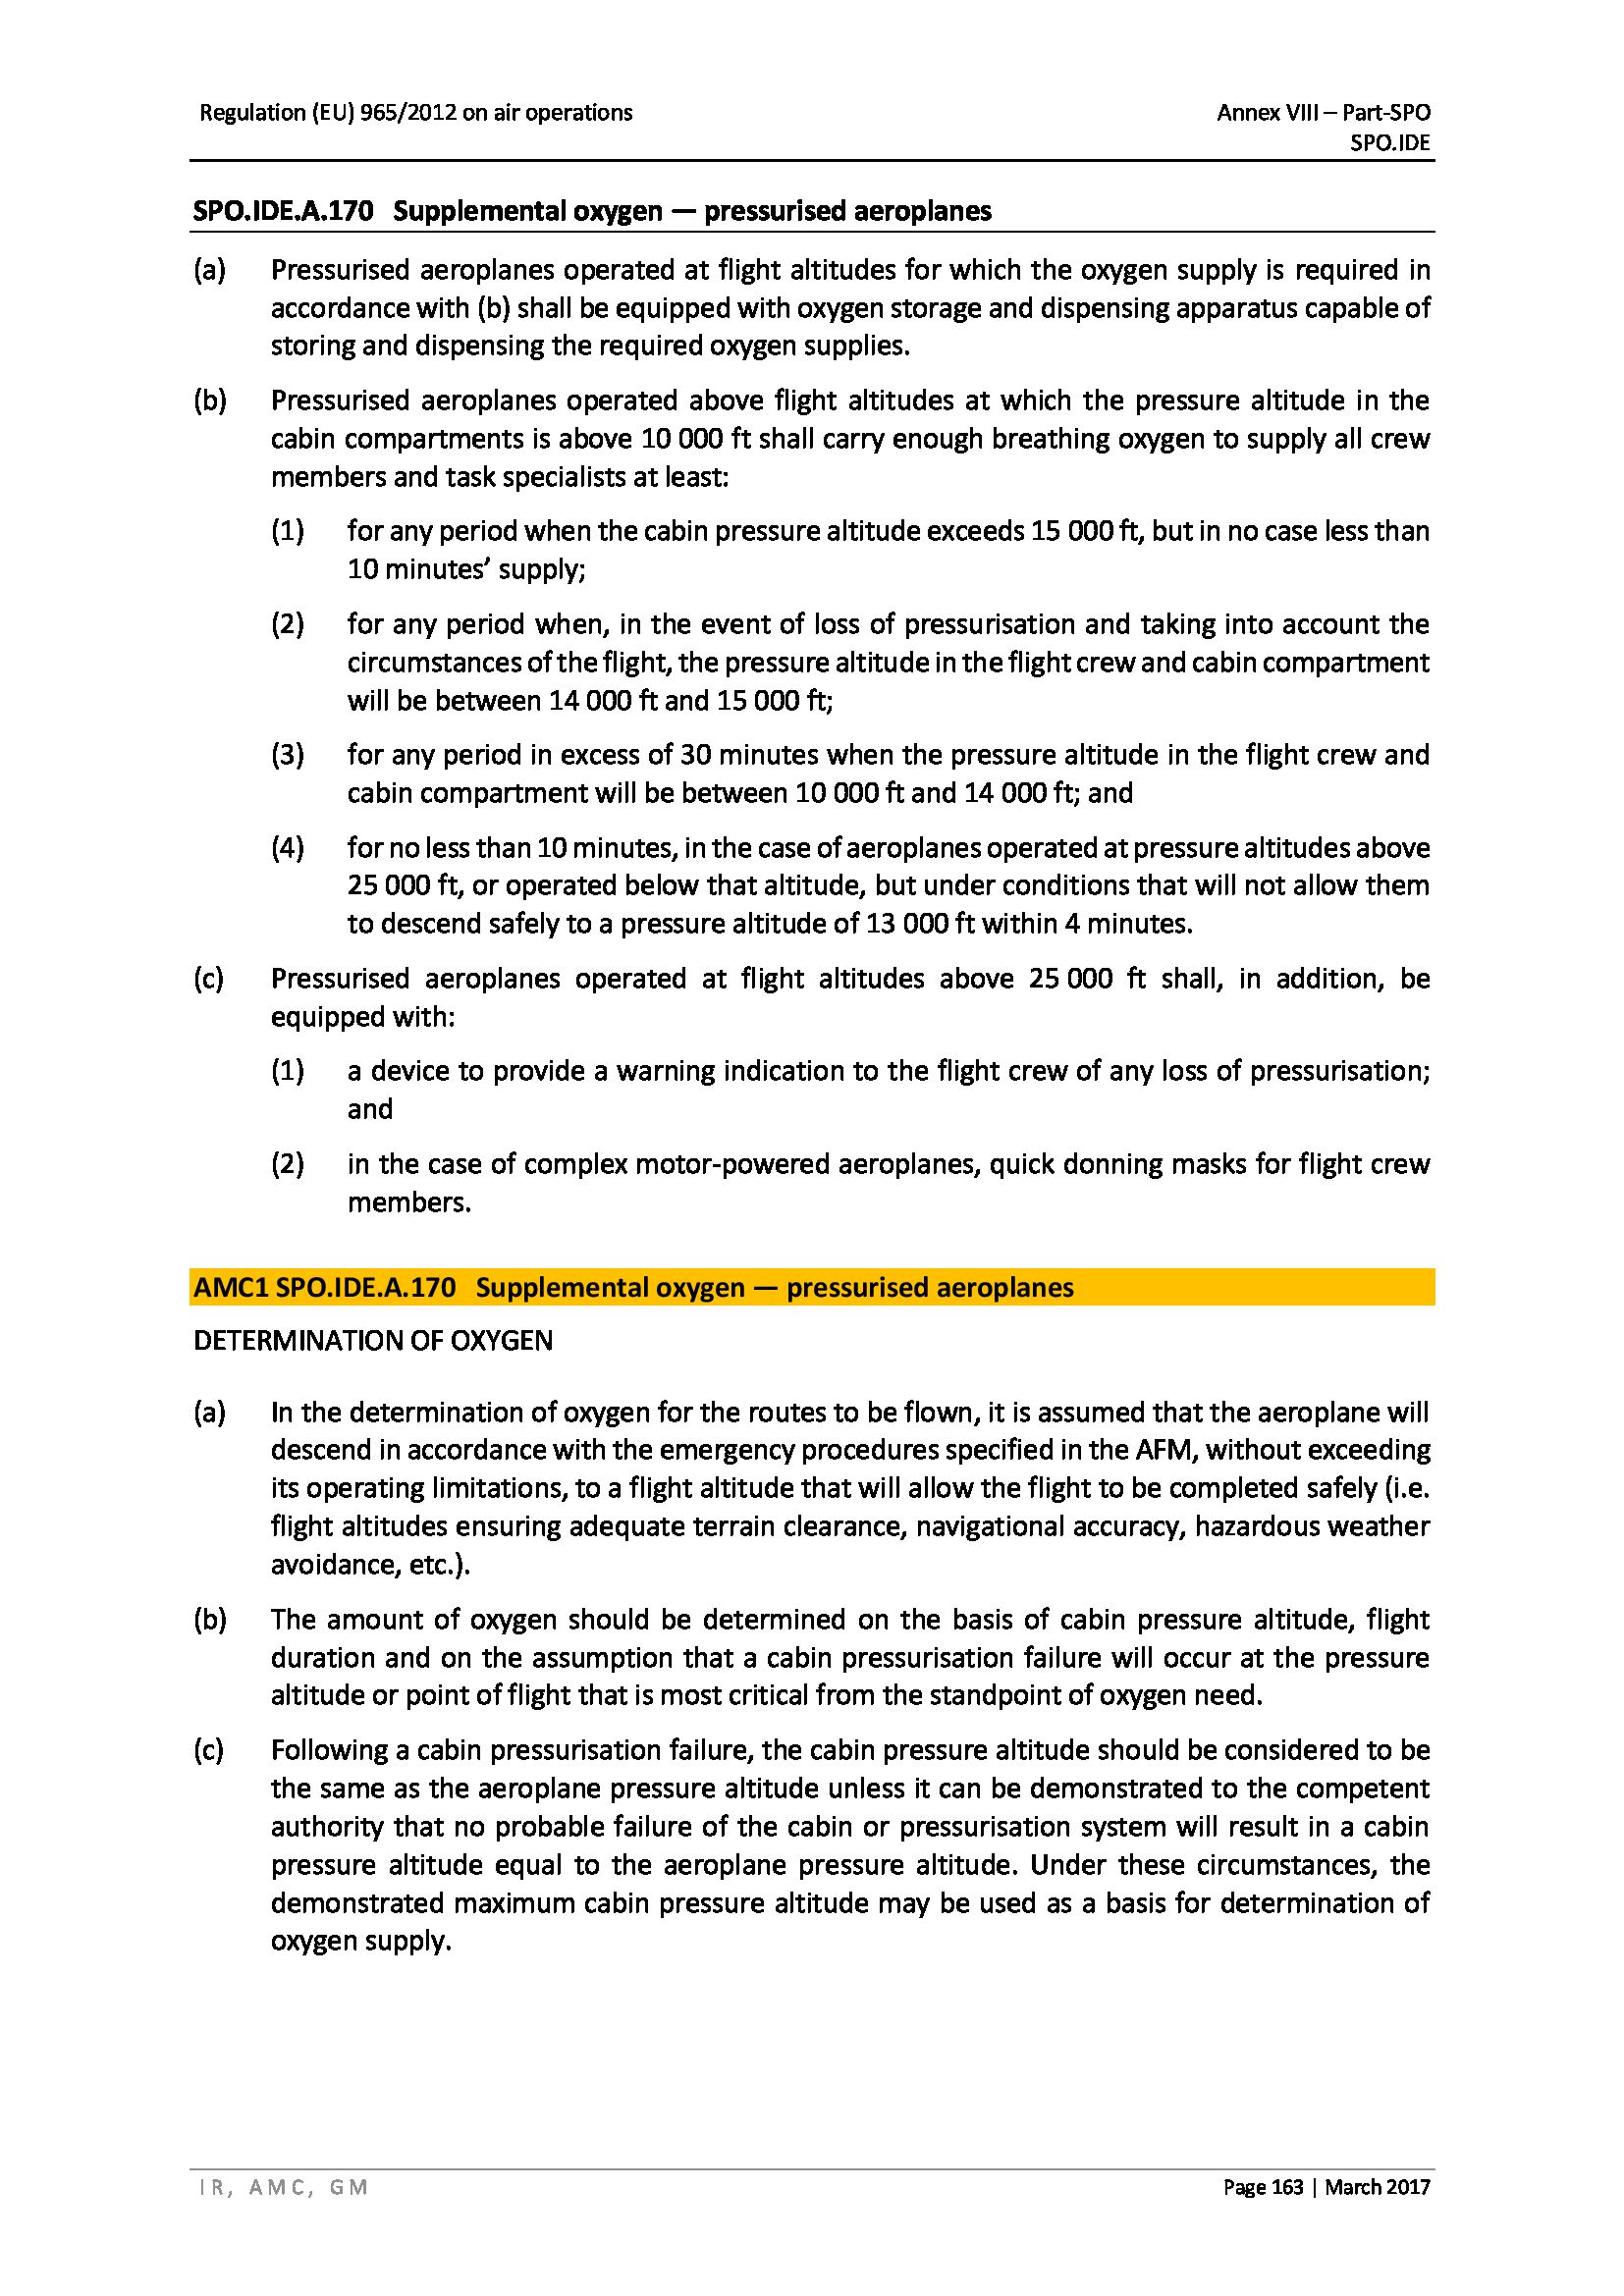 Regulation (EU) 965/2012 on air operations
Annex VIII – Part-SPO
SPO.IDE
SPO.IDE.A.170 Supplemental oxygen — pressurised aeroplanes
(a) Pressurised aeroplanes operated at flight altitudes for which the oxygen supply is required in
accordance with (b) shall be equipped with oxygen storage and dispensing apparatus capable of
storing and dispensing the required oxygen supplies.
(b) Pressurised aeroplanes operated above flight altitudes at which the pressure altitude in the
cabin compartments is above 10 000 ft shall carry enough breathing oxygen to supply all crew
members and task specialists at least:
(1) for any period when the cabin pressure altitude exceeds 15 000 ft, but in no case less than
10 minutes’ supply;
(2) for any period when, in the event of loss of pressurisation and taking into account the
circumstances of the flight, the pressure altitude in the flight crew and cabin compartment
will be between 14 000 ft and 15 000 ft;
(3) for any period in excess of 30 minutes when the pressure altitude in the flight crew and
cabin compartment will be between 10 000 ft and 14 000 ft; and
(4) for no less than 10 minutes, in the case of aeroplanes operated at pressure altitudes above
25 000 ft, or operated below that altitude, but under conditions that will not allow them
to descend safely to a pressure altitude of 13 000 ft within 4 minutes.
(c) Pressurised aeroplanes operated at flight altitudes above 25 000 ft shall, in addition, be
equipped with:
(1) a device to provide a warning indication to the flight crew of any loss of pressurisation;
and
(2) in the case of complex motor-powered aeroplanes, quick donning masks for flight crew
members.
AMC1 SPO.IDE.A.170 Supplemental oxygen — pressurised aeroplanes
DETERMINATION OF OXYGEN
(a) In the determination of oxygen for the routes to be flown, it is assumed that the aeroplane will
descend in accordance with the emergency procedures specified in the AFM, without exceeding
its operating limitations, to a flight altitude that will allow the flight to be completed safely (i.e.
flight altitudes ensuring adequate terrain clearance, navigational accuracy, hazardous weather
avoidance, etc.).
(b) The amount of oxygen should be determined on the basis of cabin pressure altitude, flight
duration and on the assumption that a cabin pressurisation failure will occur at the pressure
altitude or point of flight that is most critical from the standpoint of oxygen need.
(c) Following a cabin pressurisation failure, the cabin pressure altitude should be considered to be
the same as the aeroplane pressure altitude unless it can be demonstrated to the competent
authority that no probable failure of the cabin or pressurisation system will result in a cabin
pressure altitude equal to the aeroplane pressure altitude. Under these circumstances, the
demonstrated maximum cabin pressure altitude may be used as a basis for determination of
oxygen supply.
IR, AMC, GM
Page 163 | March 2017